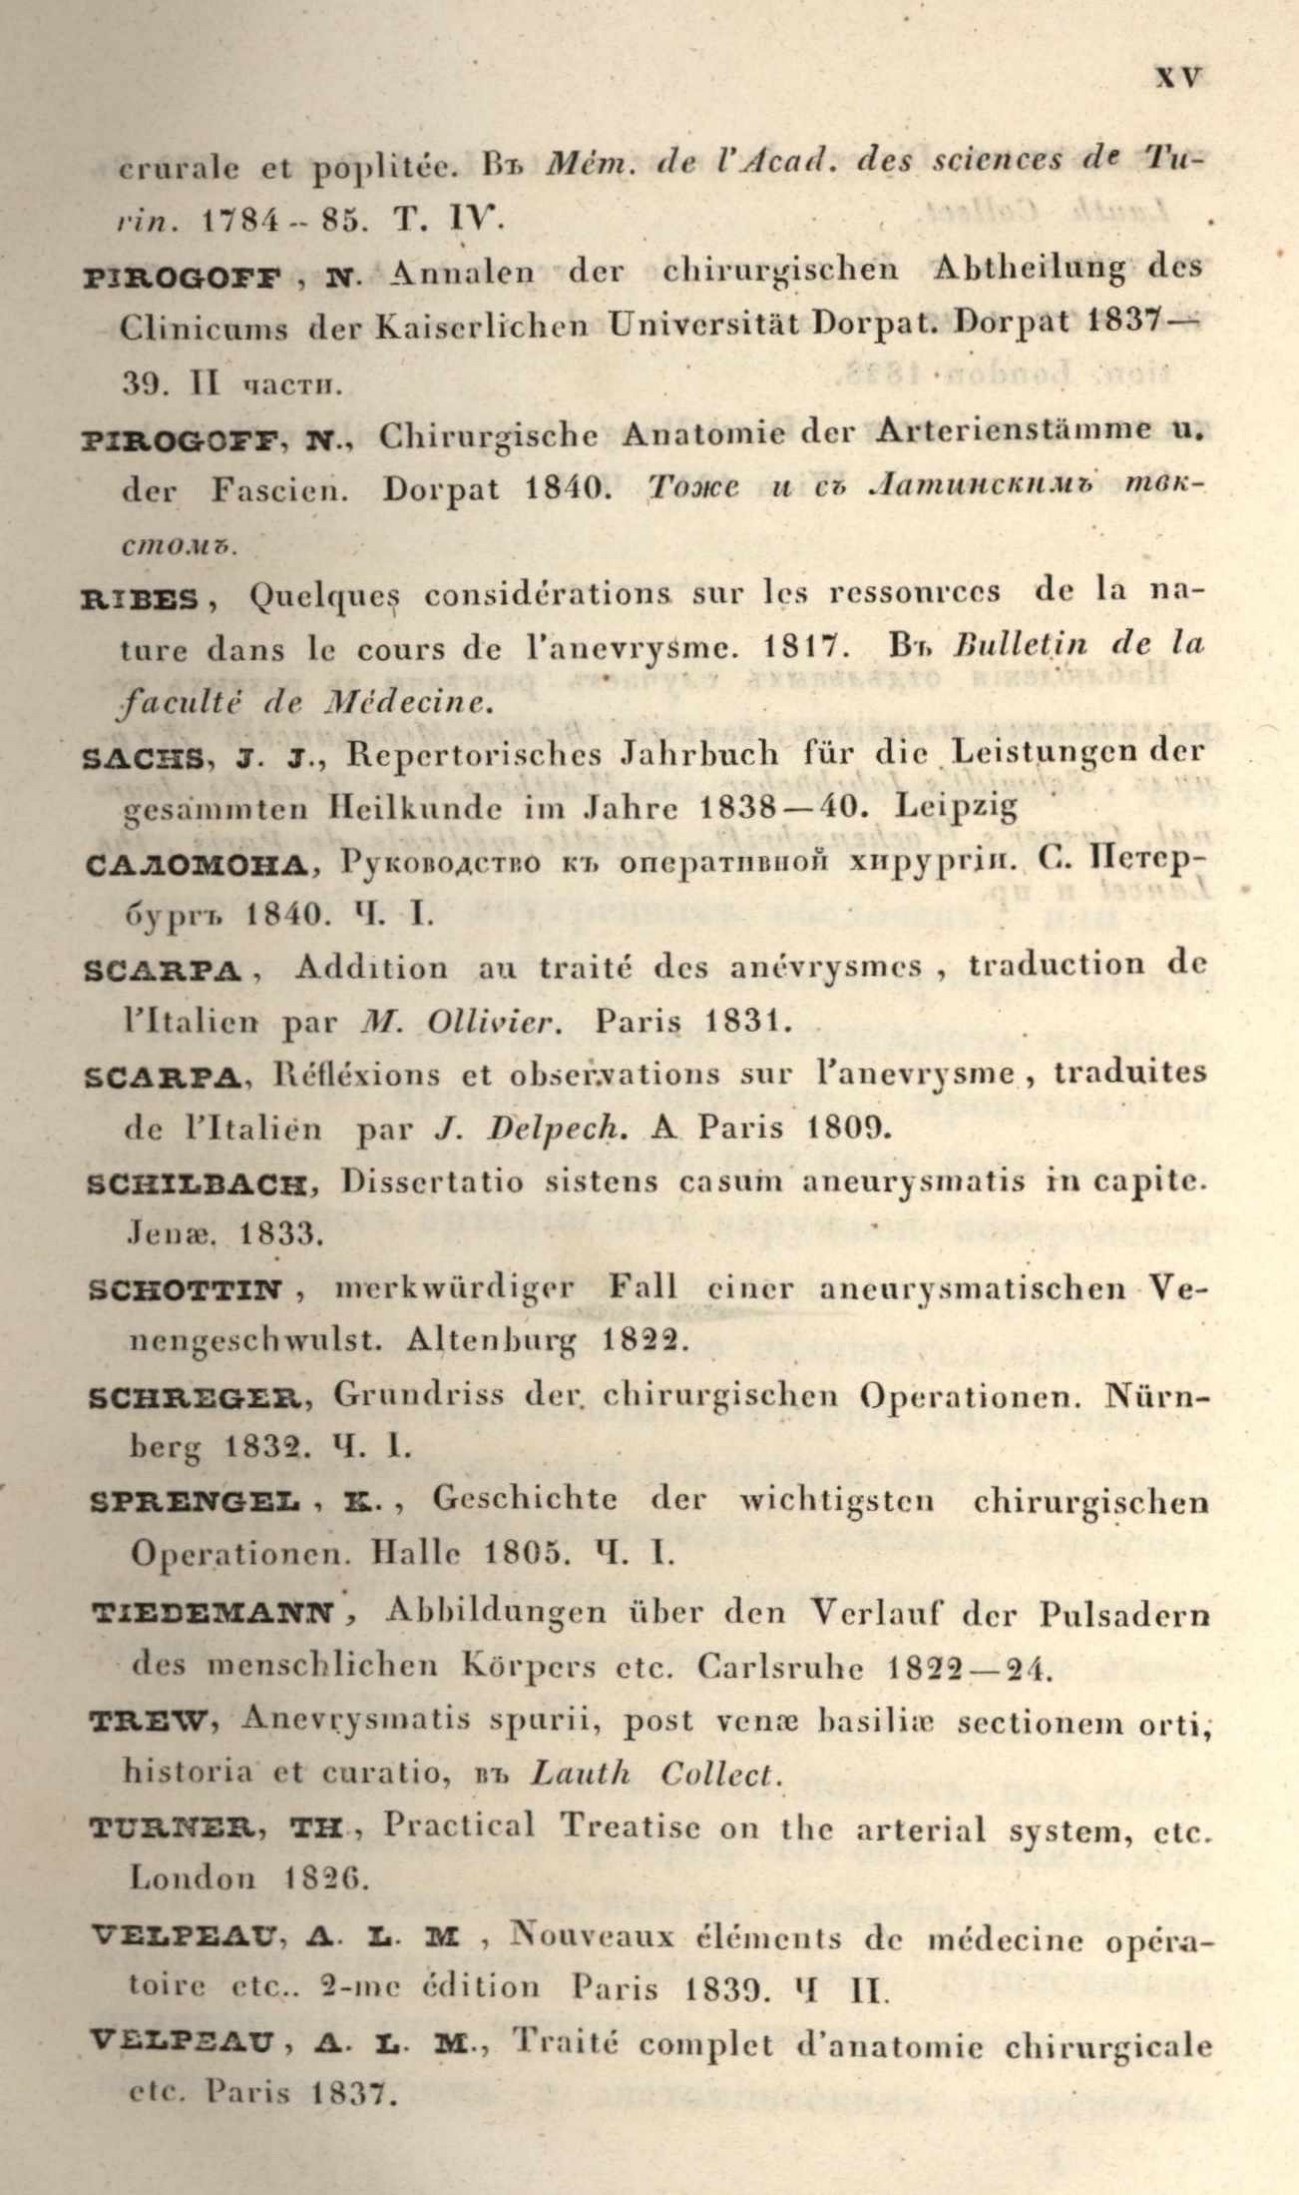 XV
crurale et poplitée. Въ Mém. de l'Acad. des sciences de Tu-
rin. 1784 -- 85. T. IV.
PIROGOFF, N. Annalen der chirurgischen Abtheilung des
Clinicums der Kaiserlichen Universität Dorpat. Dorpat 1837—
39. II части.
PIROGOFF, N., Chirurgische Anatomie der Arterienstämme u.
der Fascien. Dorpat 1840. Тоже и съ Латинскимъ тек-
стомъ.
RIBES, Quelques considérations sur les ressources de la na-
ture dans le cours de l'anevrysme. 1817. Въ Bulletin de la
faculté de Médecine.
SACHS, J. J., Repertorisches Jahrbuch für die Leistungen der
gesammten Heilkunde im Jahre 1838—40. Leipzig
САЛОМОНА, Руководство къ оперативной хирургіи. С. Петер-
бургъ 1840. Ч. I.
SCARPA, Addition au traité des anévrysmes, traduction de
l'Italien par M. Ollivier. Paris 1831.
SCARPA, Réfléxions et observations sur l'anevrysme, traduites
de l'Italien par J. Delpech. A Paris 1809.
SCHILBACH, Dissertatio sistens casum aneurysmatis in capite.
Jenæ. 1833.
SCHOTTIN, merkwürdiger Fall einer aneurysmatischen Ve-
nengeschwulst. Altenburg 1822.
SCHREGER, Grundriss der chirurgischen Operationen. Nürn-
berg 1832. Ч. I.
SPRENGEL, K., Geschichte der wichtigsten chirurgischen
Operationen. Halle 1805. Ч. I.
TIEDEMANN, Abbildungen über den Verlauf der Pulsadern
des menschlichen Körpers etc. Carlsruhe 1822—24.
TREW, Anevrysmatis spurii, post venæ basiliæ sectionem orti,
historia et curatio, въ Lauth Collect.
TURNER, TH, Practical Treatise on the arterial system, etc.
London 1826.
VELPEAU, A. L. M, Nouveaux éléments de médecine opéra-
toire etc.. 2-me édition Paris 1839. Ч II.
VELPEAU, A. L. M., Traité complet d'anatomie chirurgicale
etc. Paris 1837.